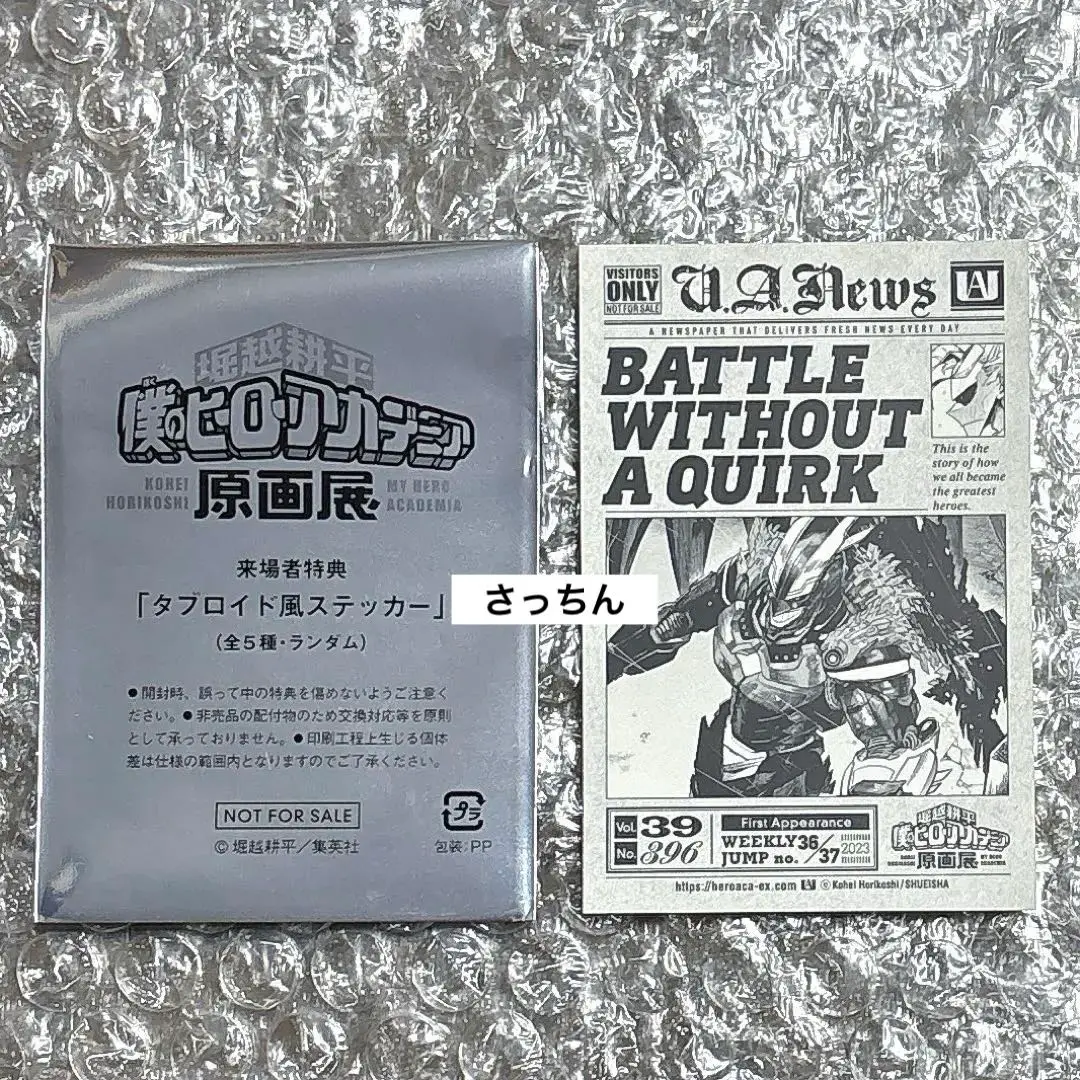 堀越耕平
僕のヒーローアカデミア
KOHEI
HORIKOSHI
原画展
MY HERO
ACADEMIA
来場者特典
「タブロイド風ステッカー」
(全5種・ランダム)
●開封時、誤って中の特典を傷めないようご注意く
ださい。●非売品の配付物のため交換対応等を原則
として承っておりません。●印刷工程上生じる個体
差は仕様の範囲内となりますのでご了承ください。
NOT FOR SALE
©堀越耕平/集英社
プラ
包装:PP
さっちん
VISITORS
ONLY
NOT FOR SALE
U.A.News
UA
A NEWSPAPER THAT DELIVERS FRESH NEWS EVERY DAY
BATTLE
WITHOUT
A QUIRK
This is the
story of how
we all became
the greatest
heroes.
Vol. 39
No. 396
First Appearance
WEEKLY 36
JUMP no. /37
2023
堀越耕平
僕のヒーローアカデミア
KOHEI
HORIKOSHI
原画展
MY HERO
ACADEMIA
https://heroaca-ex.com UA ©Kohei Horikoshi/SHUEISHA